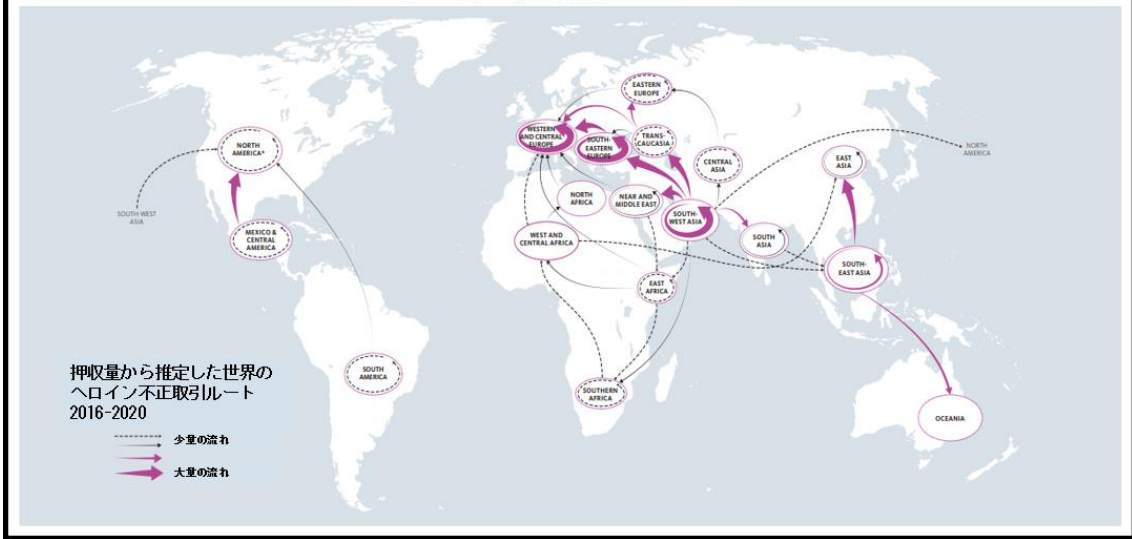 EASTERN
EUROPE
WESTERN
AND CENTRAL
EUROPE
SOUTH-
EASTERN
EUROPE
TRANS-
CAUCASIA
NORTH
AMERICA*
CENTRAL
ASIA
EAST
ASIA
NORTH
AMERICA
NORTH
AFRICA
NEAR AND
MIDDLE EAST
SOUTH-WEST
ASIA
SOUTH-
WEST ASIA
MEXICO &
CENTRAL
AMERICA
WEST AND
CENTRAL AFRICA
SOUTH
ASIA
SOUTH-
EAST ASIA
EAST
AFRICA
SOUTH
AMERICA
SOUTHERN
AFRICA
OCEANIA
押収量から推定した世界の
ヘロイン不正取引ルート
2016-2020
少量の流れ
大量の流れ